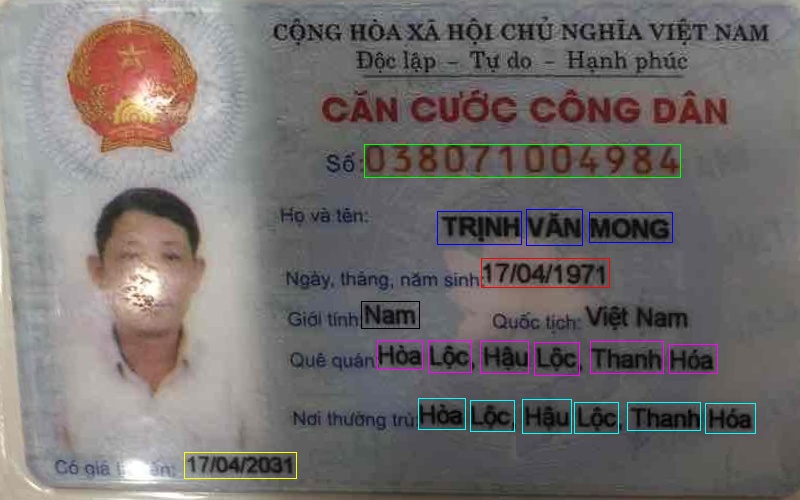 CỘNG HÒA XÃ HỘI CHỦ NGHĨA VIỆT NAM
Độc lập - Tự do - Hạnh phúc
CĂN CƯỚC CÔNG DÂN
Số: 038071004984
Họ và tên: TRỊNH VĂN MONG
Ngày, tháng, năm sinh: 17/04/1971
Giới tính: Nam Quốc tịch: Việt Nam
Quê quán: Hòa Lộc, Hậu Lộc, Thanh Hóa
Nơi thường trú: Hòa Lộc, Hậu Lộc, Thanh Hóa
Có giá 17/04/2031